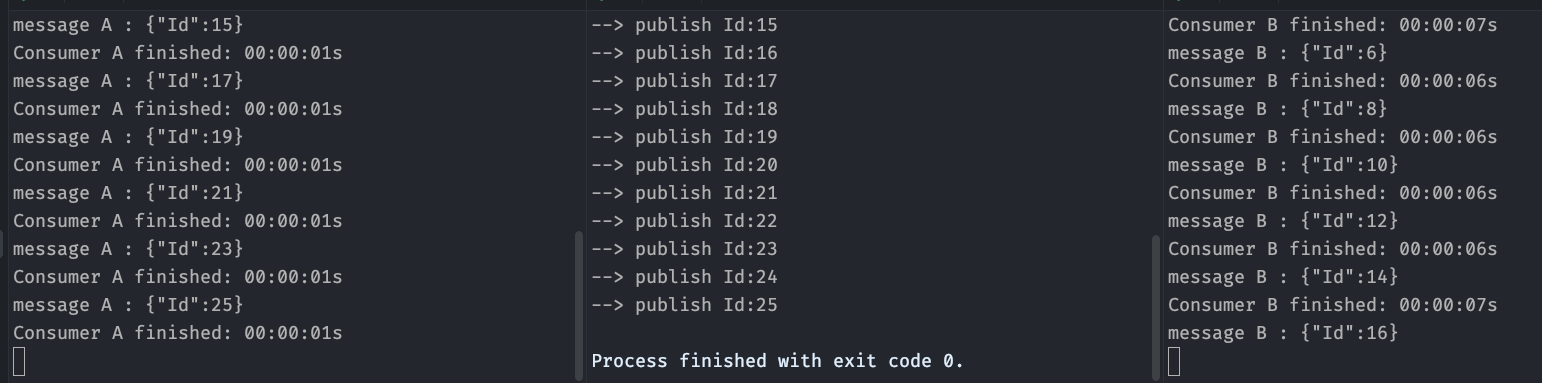 message A : {"Id":15}
Consumer A finished: 00:00:01s
message A : {"Id":17}
Consumer A finished: 00:00:01s
message A : {"Id":19}
Consumer A finished: 00:00:01s
message A : {"Id":21}
Consumer A finished: 00:00:01s
message A : {"Id":23}
Consumer A finished: 00:00:01s
message A : {"Id":25}
Consumer A finished: 00:00:01s
--> publish Id:15
--> publish Id:16
--> publish Id:17
--> publish Id:18
--> publish Id:19
--> publish Id:20
--> publish Id:21
--> publish Id:22
--> publish Id:23
--> publish Id:24
--> publish Id:25
Process finished with exit code 0.
Consumer B finished: 00:00:07s
message B : {"Id":6}
Consumer B finished: 00:00:06s
message B : {"Id":8}
Consumer B finished: 00:00:06s
message B : {"Id":10}
Consumer B finished: 00:00:06s
message B : {"Id":12}
Consumer B finished: 00:00:06s
message B : {"Id":14}
Consumer B finished: 00:00:07s
message B : {"Id":16}